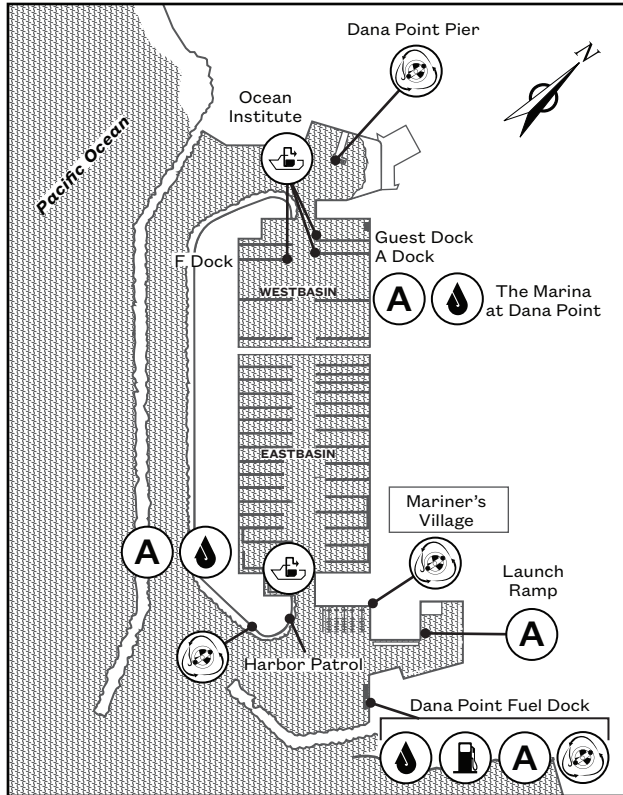 Dana Point Pier
N
Ocean
Institute
Pacific Ocean
Guest Dock
A Dock
F Dock
WESTBASIN
A
The Marina
at Dana Point
EASTBASIN
Mariner's
Village
A
Launch
Ramp
A
Harbor Patrol
Dana Point Fuel Dock
A